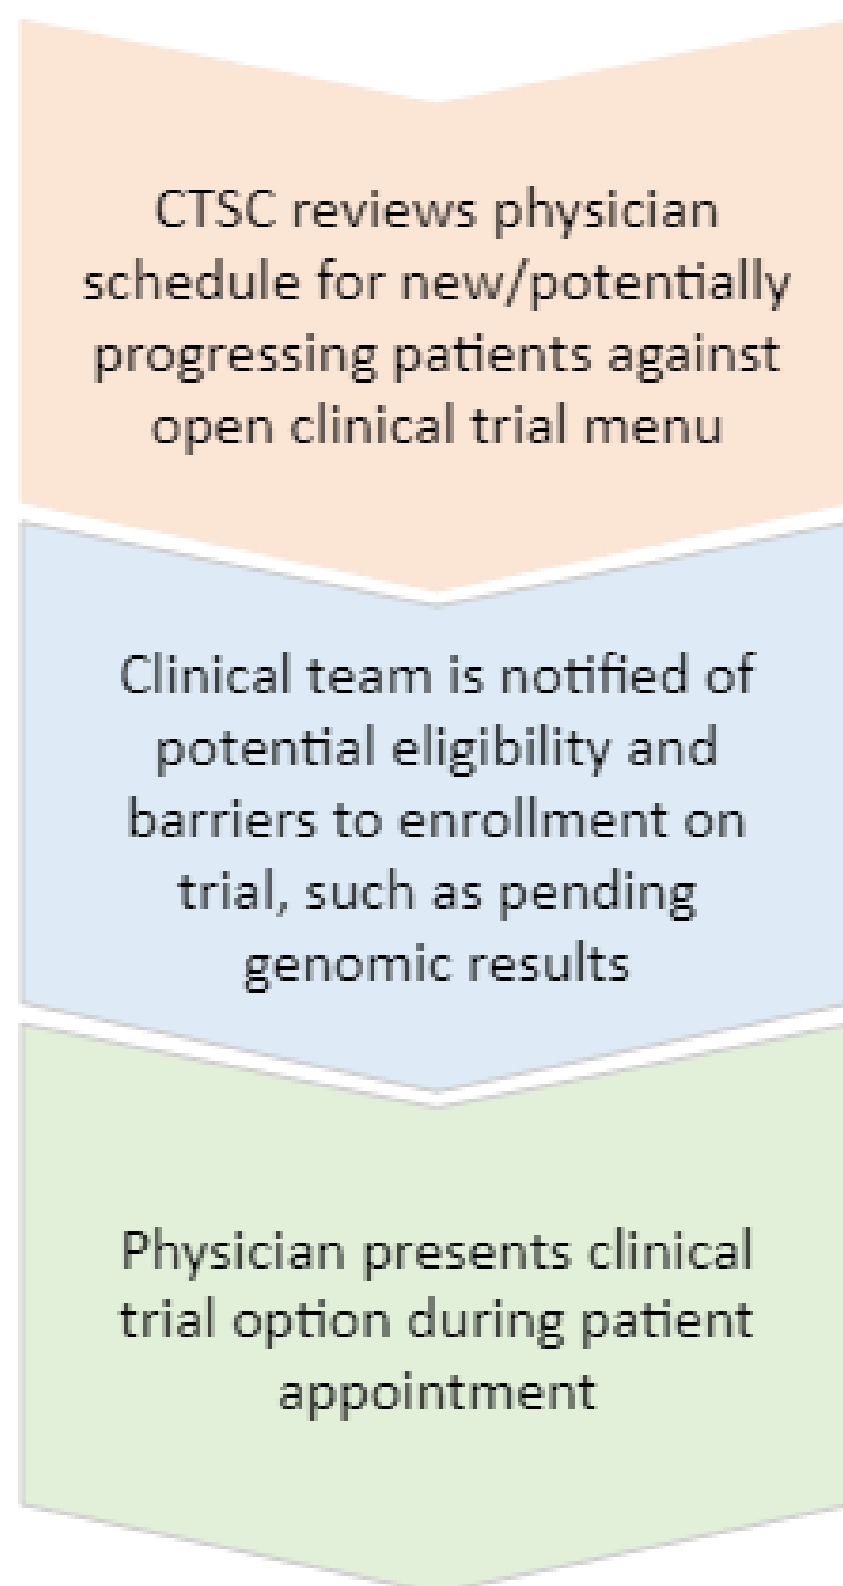 CTSC reviews physician
schedule for new/potentially
progressing patients against
open clinical trial menu
Clinical team is notified of
potential eligibility and
barriers to enrollment on
trial, such as pending
genomic results
Physician presents clinical
trial option during patient
appointment